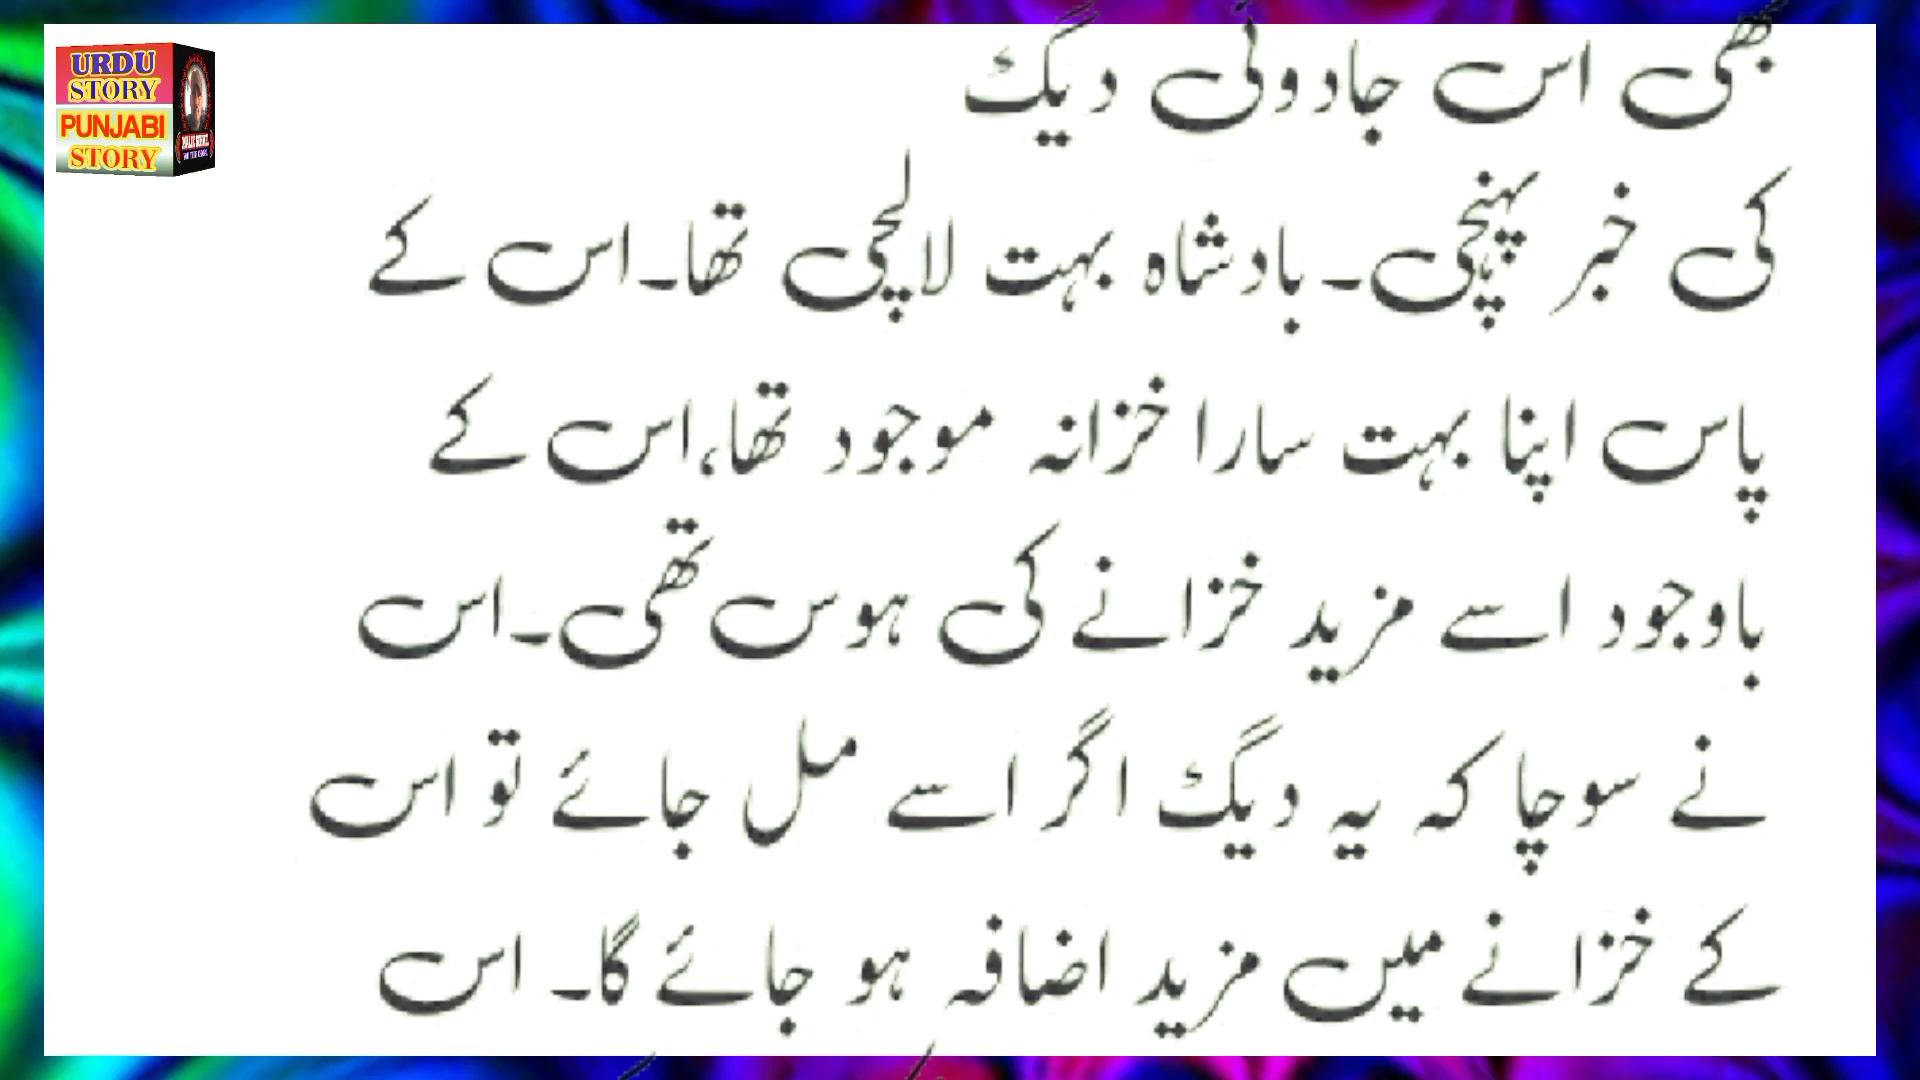 URDU
STORY
PUNJABI
STORY
بھی اس جادوئی دیگ
کی خبر پہنچی۔ بادشاہ بہت لالچی تھا۔اس کے
پاس اپنا بہت سارا خزانہ موجود تھا،اس کے
باوجود اسے مزید خزانے کی ہوس تھی۔اس
نے سوچا کہ یہ دیگ اگر اسے مل جائے تو اس
کے خزانے میں مزید اضافہ ہو جائے گا۔ اس